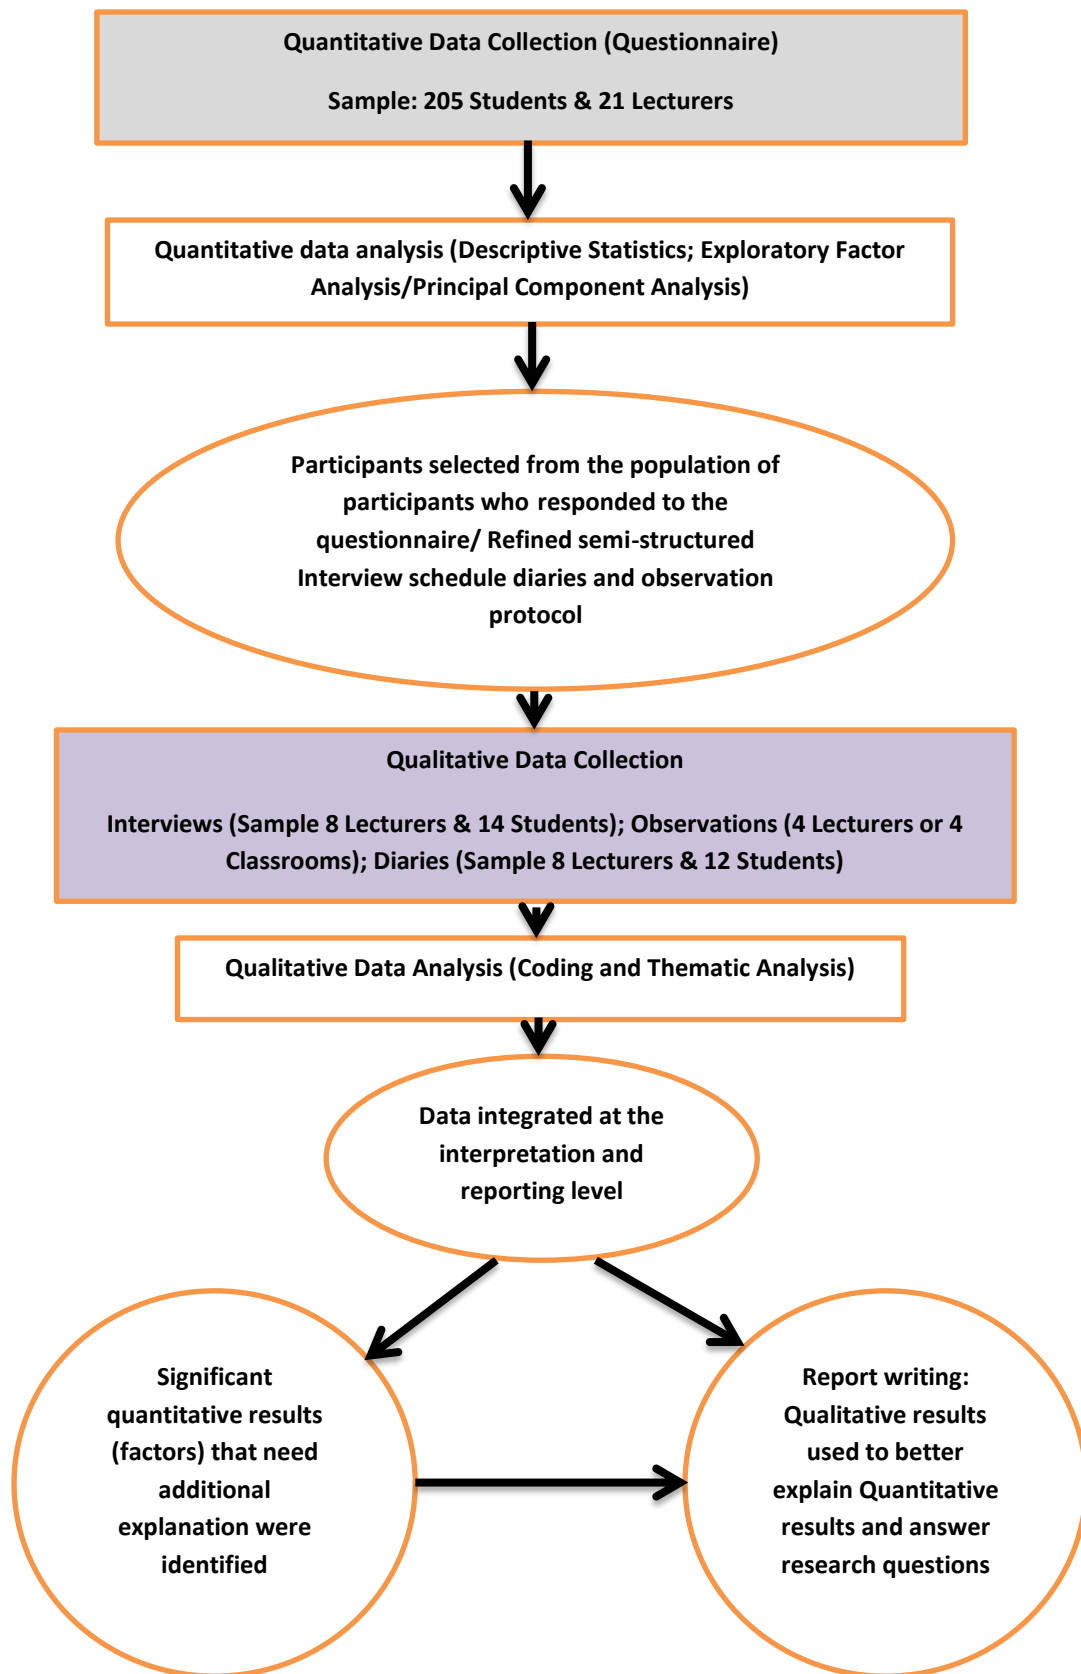 Quantitative Data Collection (Questionnaire)
Sample: 205 Students & 21 Lecturers
Quantitative data analysis (Descriptive Statistics; Exploratory Factor
Analysis/Principal Component Analysis)
Participants selected from the population of
participants who responded to the
questionnaire/ Refined semi-structured
Interview schedule diaries and observation
protocol
Qualitative Data Collection
Interviews (Sample 8 Lecturers & 14 Students); Observations (4 Lecturers or 4
Classrooms); Diaries (Sample 8 Lecturers & 12 Students)
Qualitative Data Analysis (Coding and Thematic Analysis)
Data integrated at the
interpretation and
reporting level
Significant
quantitative results
(factors) that need
additional
explanation were
identified
Report writing:
Qualitative results
used to better
explain Quantitative
results and answer
research questions